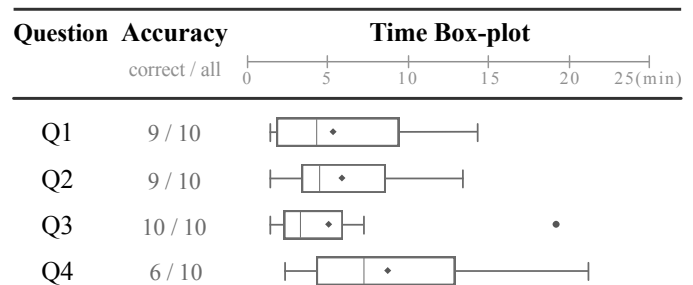 Question Accuracy Time Box-plot
correct / all 0 5 10 15 20 25(min)
Q1 9 / 10
Q2 9 / 10
Q3 10 / 10
Q4 6 / 10